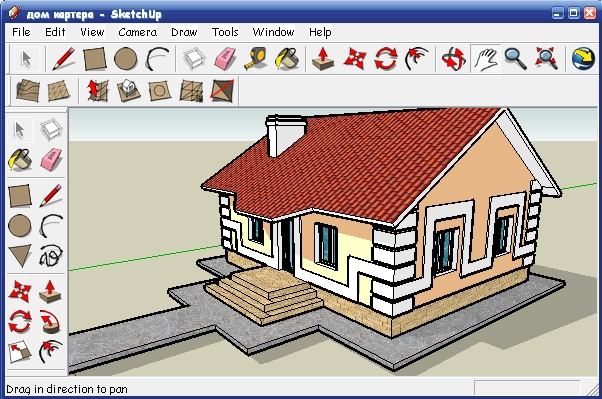 дом картера - SketchUp
File Edit View Camera Draw Tools Window Help
Drag in direction to pan